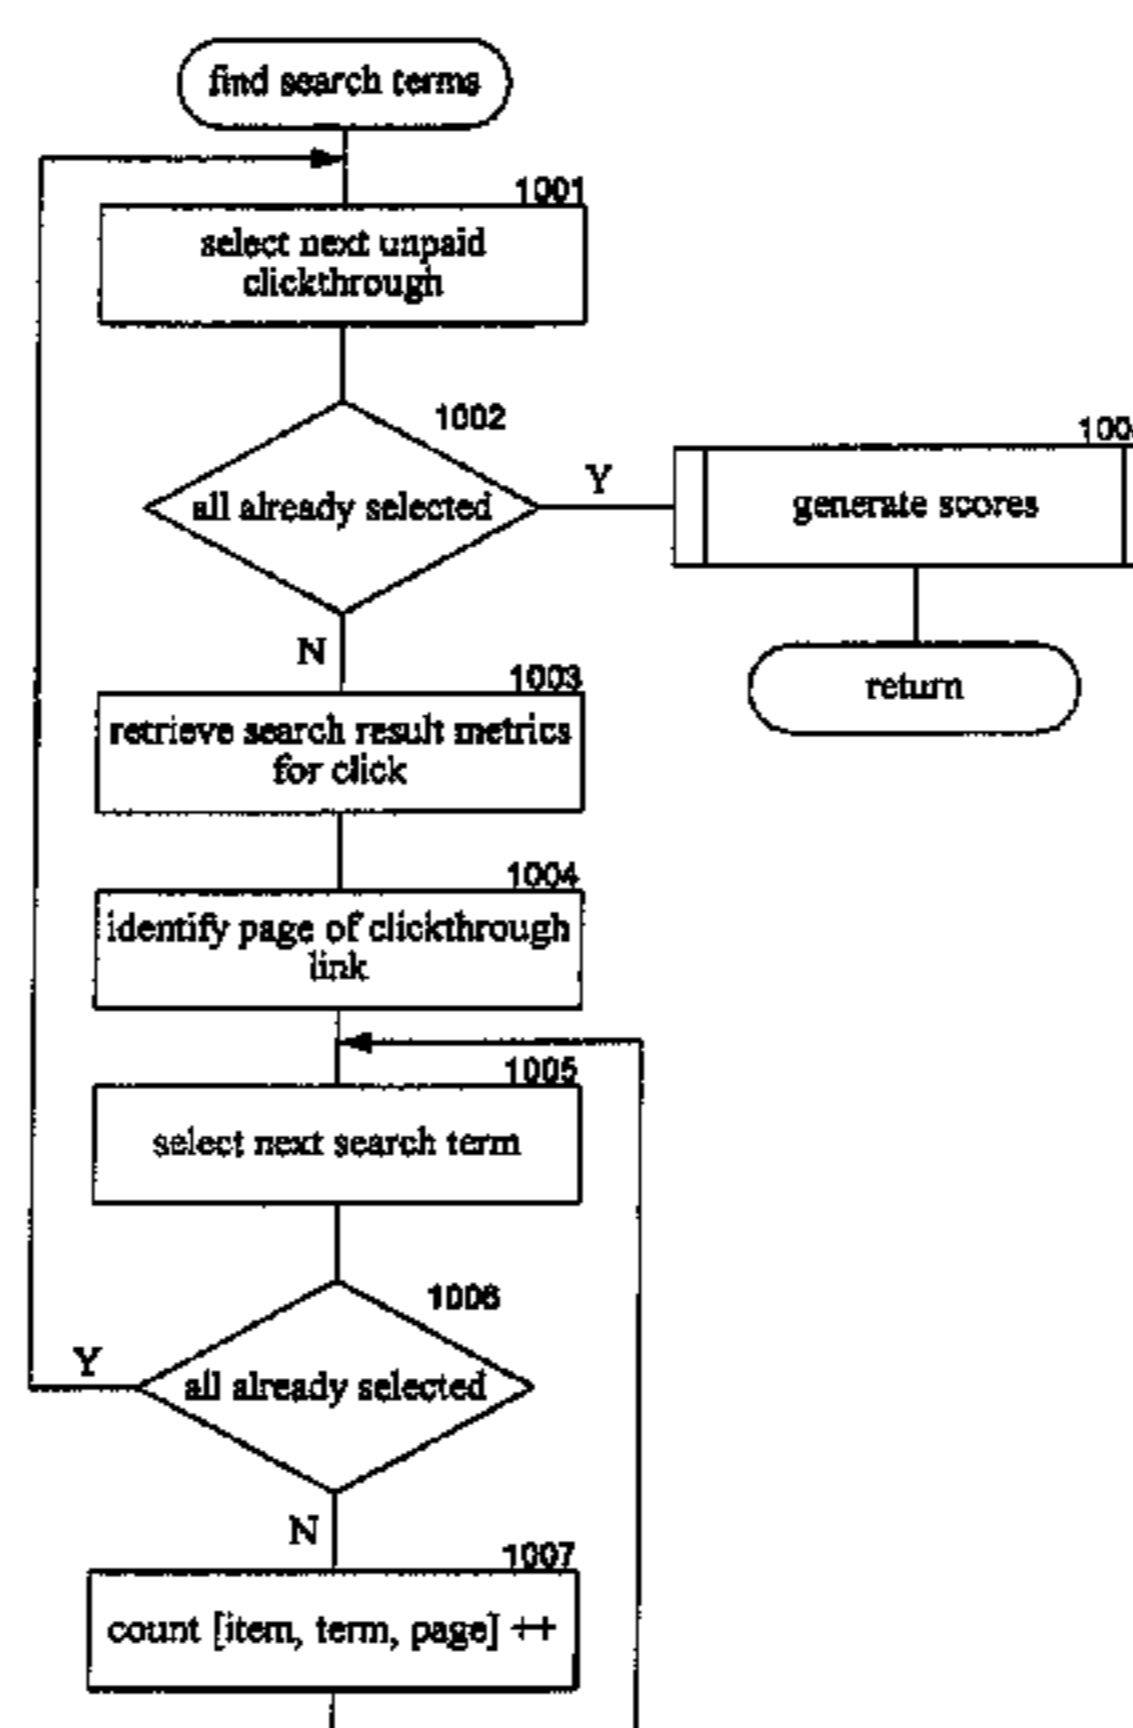 find search terms
1001
select next unpaid
clickthrough
1002
all already selected
Y
generate scores
N
return
1003
retrieve search result metrics
for click
1004
identify page of clickthrough
link
1005
select next search term
1006
Y
all already selected
N
1007
count [item, term, page] ++